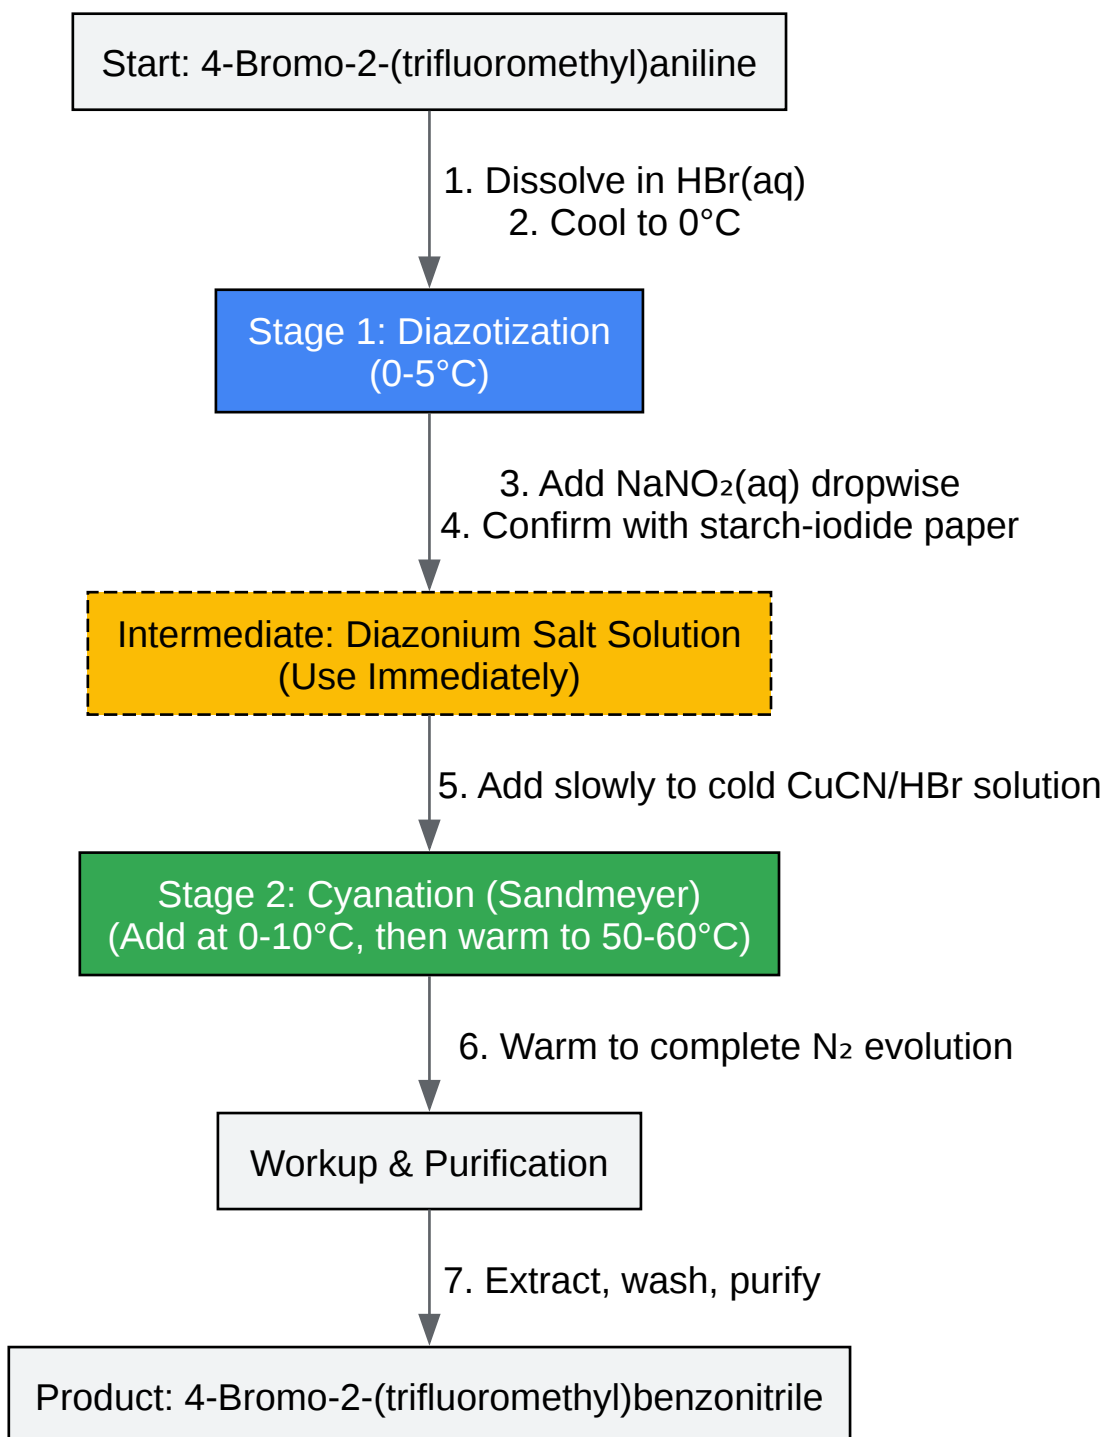 Start: 4-Bromo-2-(trifluoromethyl)aniline
1. Dissolve in HBr(aq)
2. Cool to 0°C
Stage 1: Diazotization
(0-5°C)
3. Add NaNO₂(aq) dropwise
4. Confirm with starch-iodide paper
Intermediate: Diazonium Salt Solution
(Use Immediately)
5. Add slowly to cold CuCN/HBr solution
Stage 2: Cyanation (Sandmeyer)
(Add at 0-10°C, then warm to 50-60°C)
6. Warm to complete N₂ evolution
Workup & Purification
7. Extract, wash, purify
Product: 4-Bromo-2-(trifluoromethyl)benzonitrile